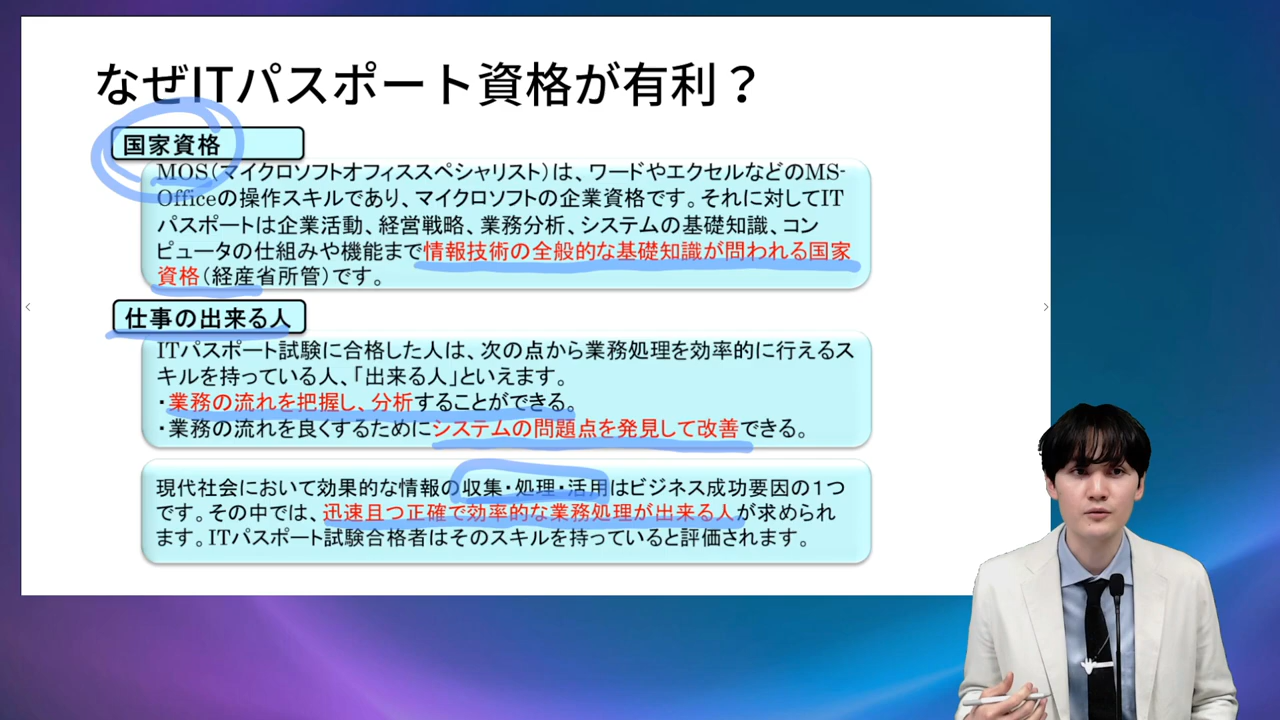 なぜITパスポート資格が有利？
国家資格
MOS(マイクロソフトオフィススペシャリスト)は、ワードやエクセルなどのMS-
Officeの操作スキルであり、マイクロソフトの企業資格です。それに対してIT
パスポートは企業活動、経営戦略、業務分析、システムの基礎知識、コン
ピュータの仕組みや機能まで情報技術の全般的な基礎知識が問われる国家
資格(経産省所管)です。
仕事の出来る人
ITパスポート試験に合格した人は、次の点から業務処理を効率的に行えるス
キルを持っている人、「出来る人」といえます。
・業務の流れを把握し、分析することができる。
・業務の流れを良くするためにシステムの問題点を発見して改善できる。
現代社会において効果的な情報の収集・処理・活用はビジネス成功要因の１つ
です。その中では、迅速且つ正確で効率的な業務処理が出来る人が求められ
ます。ITパスポート試験合格者はそのスキルを持っていると評価されます。